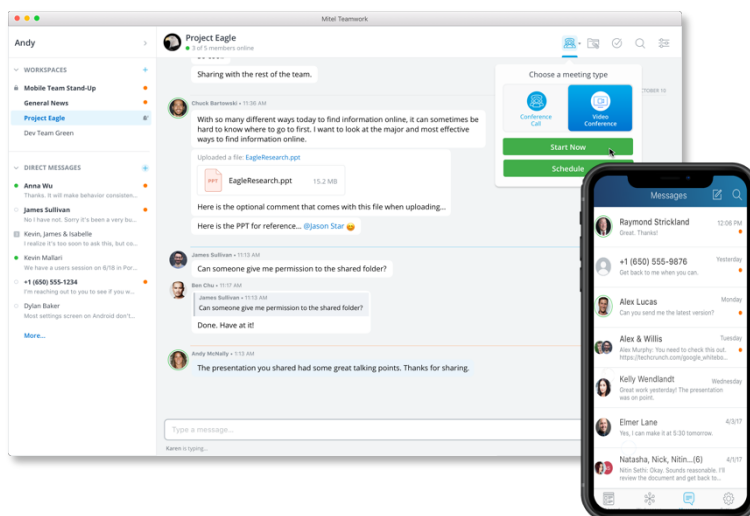 Mitel Teamwork
Andy
WORKSPACES
Mobile Team Stand-Up
General News
Project Eagle
Dev Team Green
DIRECT MESSAGES
Anna Wu
Thanks. It will make behavior consisten...
James Sullivan
No I have not. Sorry it's been a very bu...
Kevin, James & Isabelle
I realize it's too soon to ask this, but co...
Kevin Mallari
We have a users session on 6/16 in Por...
+1 (650) 555-1234
I'm reaching out to you to see if you w...
Dylan Baker
Most settings screen on Android don't...
More...
Project Eagle
3 of 5 members online
Sharing with the rest of the team.
Chuck Bartowski • 11:36 AM
With so many different ways today to find information online, it can sometimes be
hard to know where to go to first. I want to look at the major and most effective
ways to find information online.
Uploaded a file: EagleResearch.ppt
PPT
EagleResearch.ppt 15.2 MB
Here is the optional comment that comes with this file when uploading...
Here is the PPT for reference... @Jason Star
James Sullivan • 11:13 AM
Can someone give me permission to the shared folder?
Ben Chu • 11:17 AM
James Sullivan • 11:13 AM
Can someone give me permission to the shared folder?
Done. Have at it!
Andy McNally • 1:13 AM
The presentation you shared had some great talking points. Thanks for sharing.
Type a message...
Karen is typing...
Choose a meeting type
Conference
Call
Video
Conference
Start Now
Schedule
Messages
Raymond Strickland 12:06 PM
Great. Thanks!
+1 (650) 555-9876 Yesterday
Get back to me when you can.
Alex Lucas Monday
Can you send me the latest version?
Alex & Willis Tuesday
Alex Murphy: You need to check this out.
https://techcrunch.com/google_whitebo...
Kelly Wendlandt Wednesday
Great work yesterday! The presentation
was on point.
Elmer Lane 4/3/17
Yes, I can make it at 5:30 tomorrow.
Natasha, Nick, Nitin...(6) 4/1/17
Nitin Sethi: Okay. Sounds reasonable. I'll
review the document and get back to...